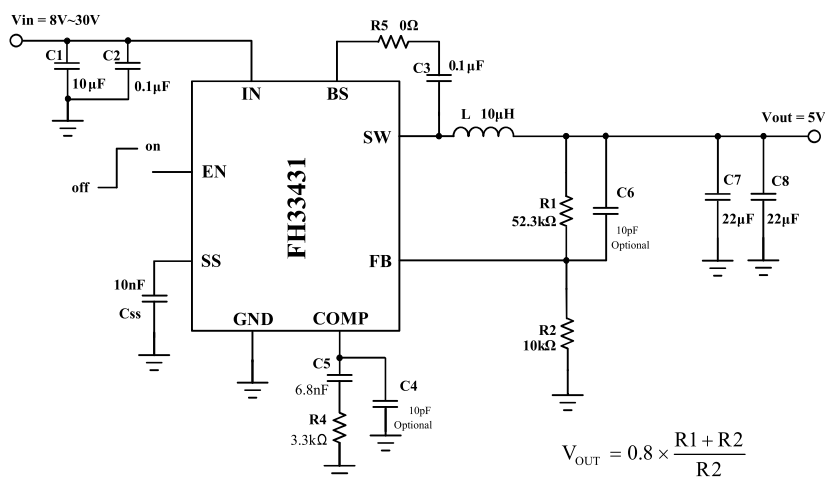 Vin = 8V~30V
R5 0Ω
C1
C2
10µF
0.1µF
C3
0.1µF
IN
BS
L 10µH
Vout = 5V
SW
on
off
EN
FH33431
R1
52.3kΩ
C6
10pF
Optional
C7
22µF
C8
22µF
SS
FB
10nF
Css
GND
COMP
R2
10kΩ
C5
6.8nF
C4
10pF
Optional
R4
3.3kΩ
V_OUT = 0.8 × (R1 + R2) / R2